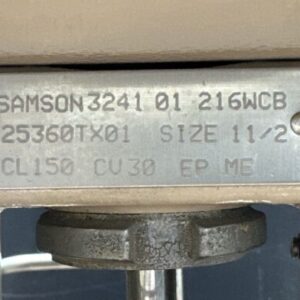 SAMSON 3241 01 216WCB
25360TX01 SIZE 11/2
CL150 CV30 EP ME